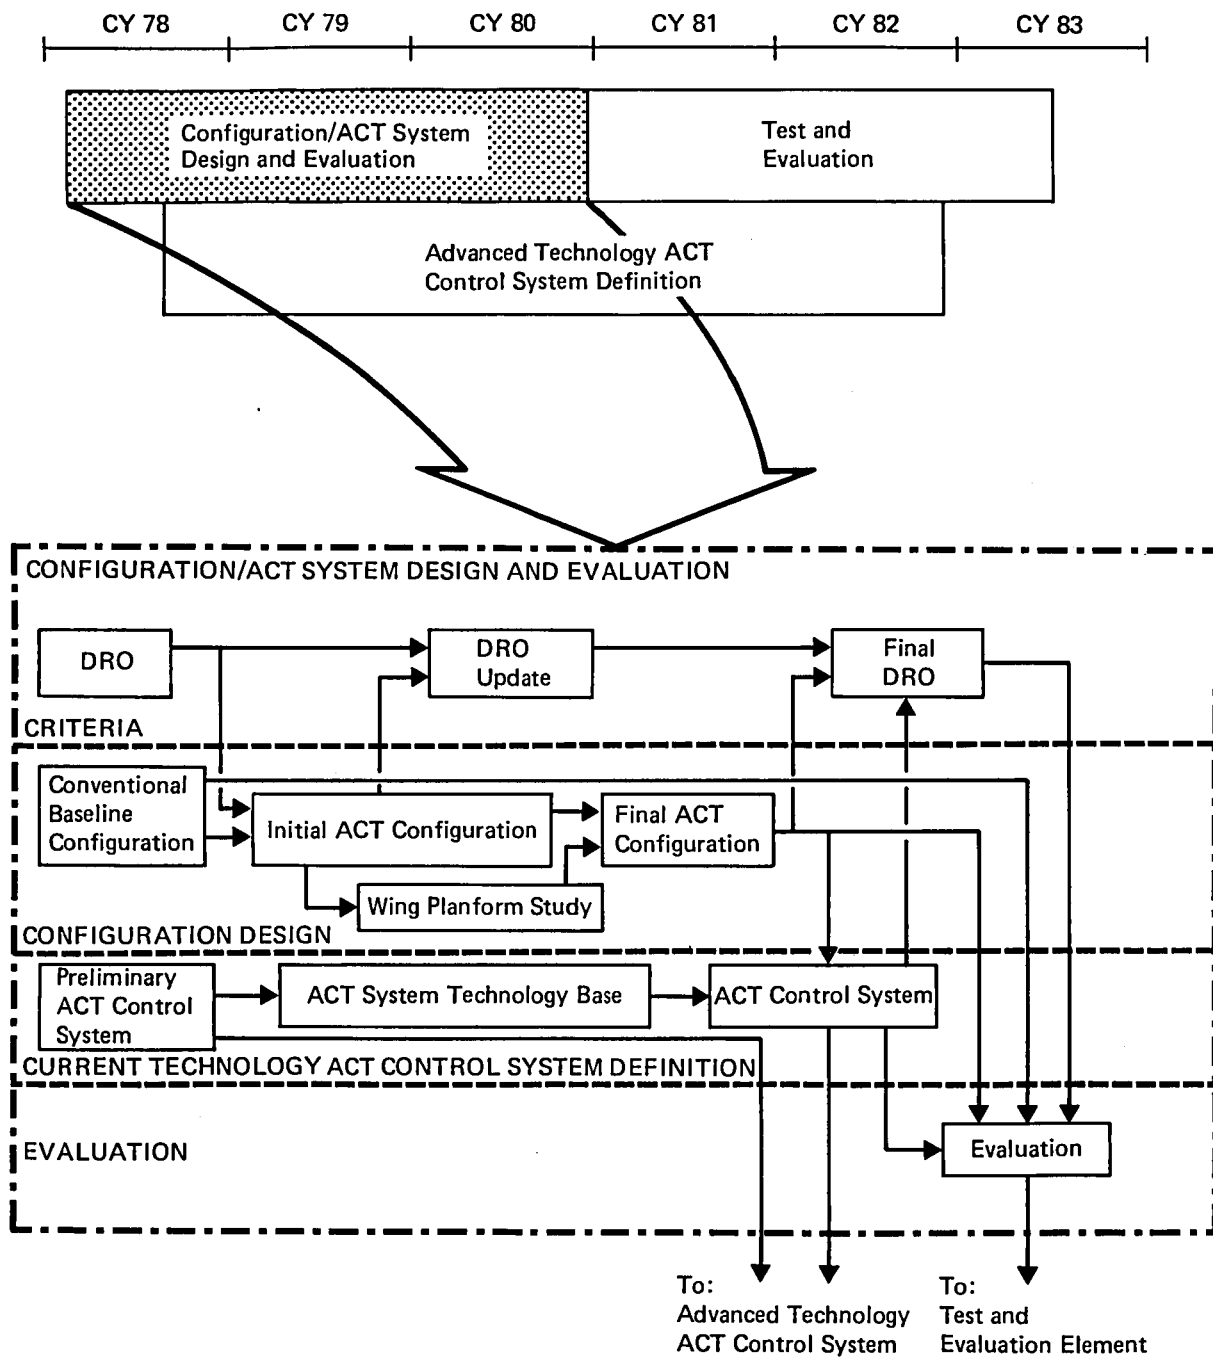 CY 78 CY 79 CY 80 CY 81 CY 82 CY 83
Configuration/ACT System
Design and Evaluation
Test and
Evaluation
Advanced Technology ACT
Control System Definition
CONFIGURATION/ACT SYSTEM DESIGN AND EVALUATION
DRO
DRO
Update
Final
DRO
CRITERIA
Conventional
Baseline
Configuration
Initial ACT Configuration
Final ACT
Configuration
Wing Planform Study
CONFIGURATION DESIGN
Preliminary
ACT Control
System
ACT System Technology Base
ACT Control System
CURRENT TECHNOLOGY ACT CONTROL SYSTEM DEFINITION
EVALUATION
Evaluation
To:
Advanced Technology
ACT Control System
To:
Test and
Evaluation Element